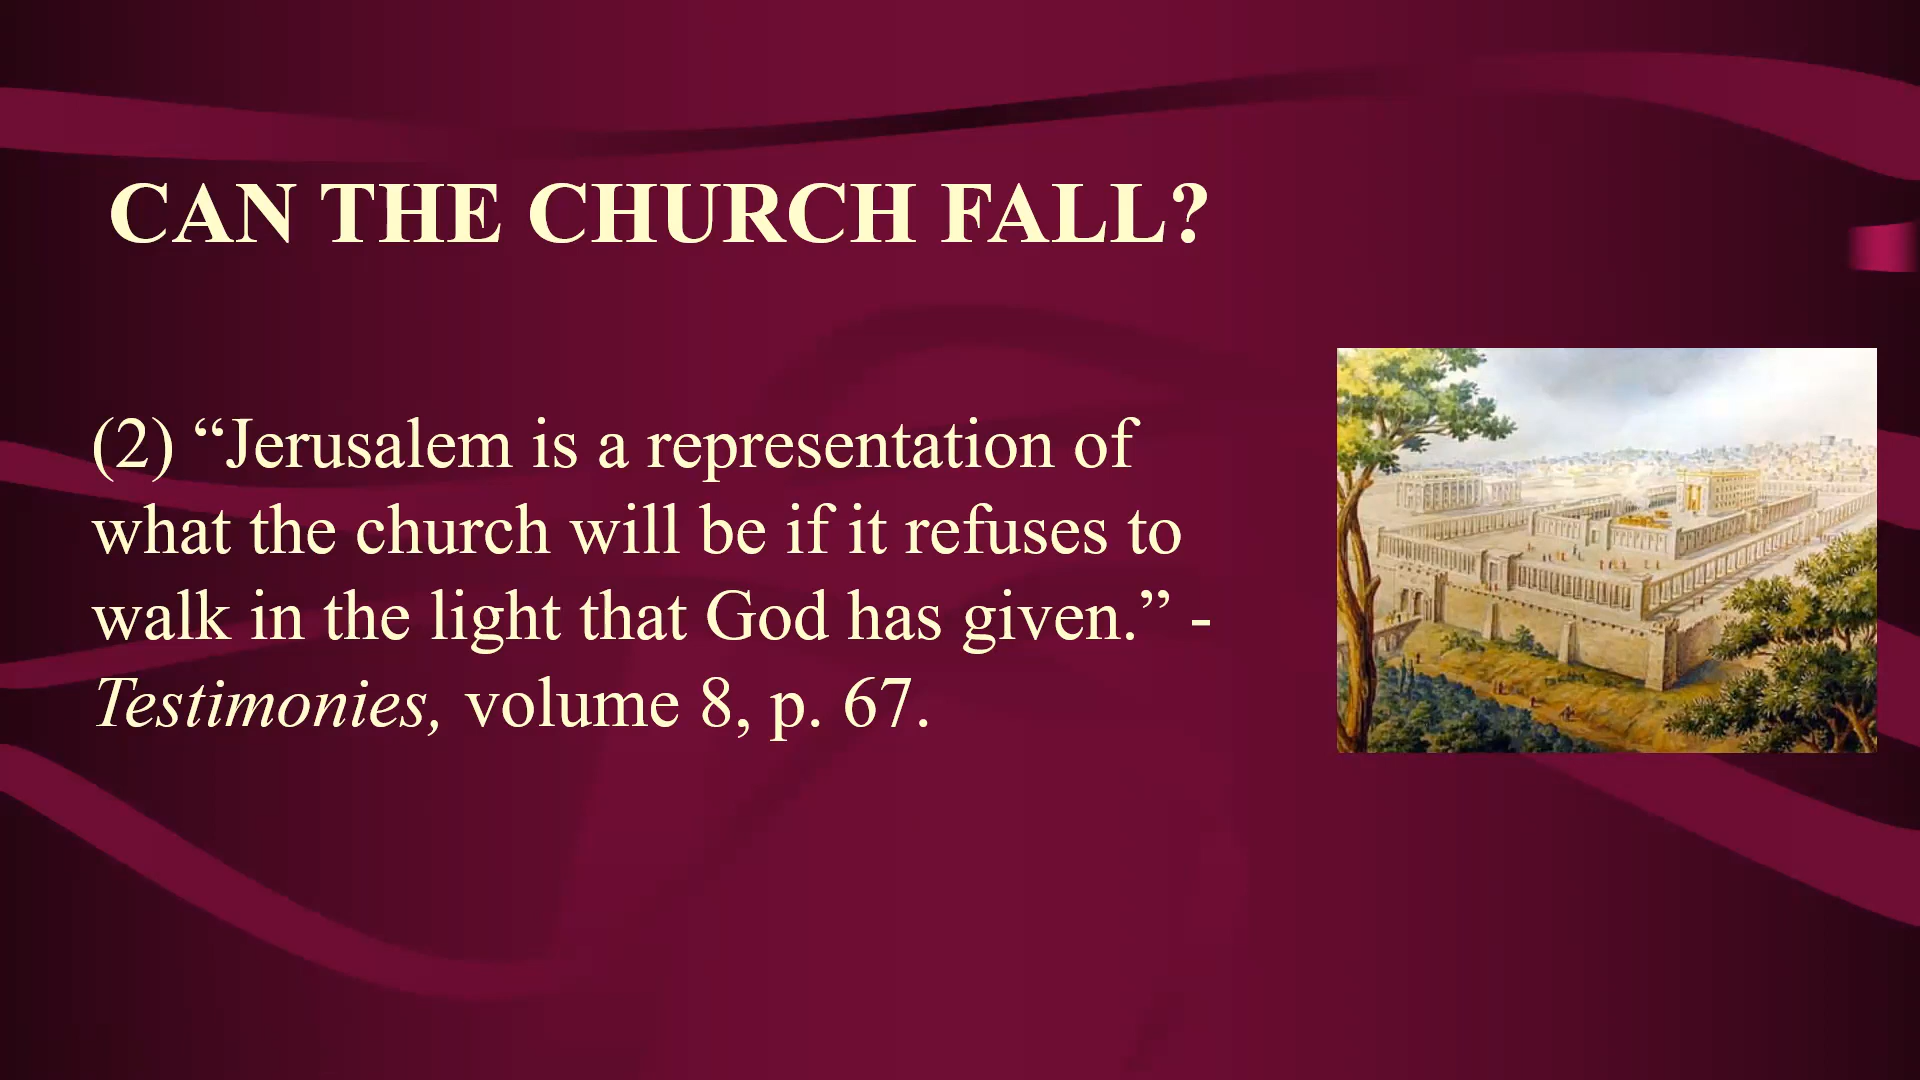 CAN THE CHURCH FALL?
(2) “Jerusalem is a representation of
what the church will be if it refuses to
walk in the light that God has given.” -
Testimonies, volume 8, p. 67.